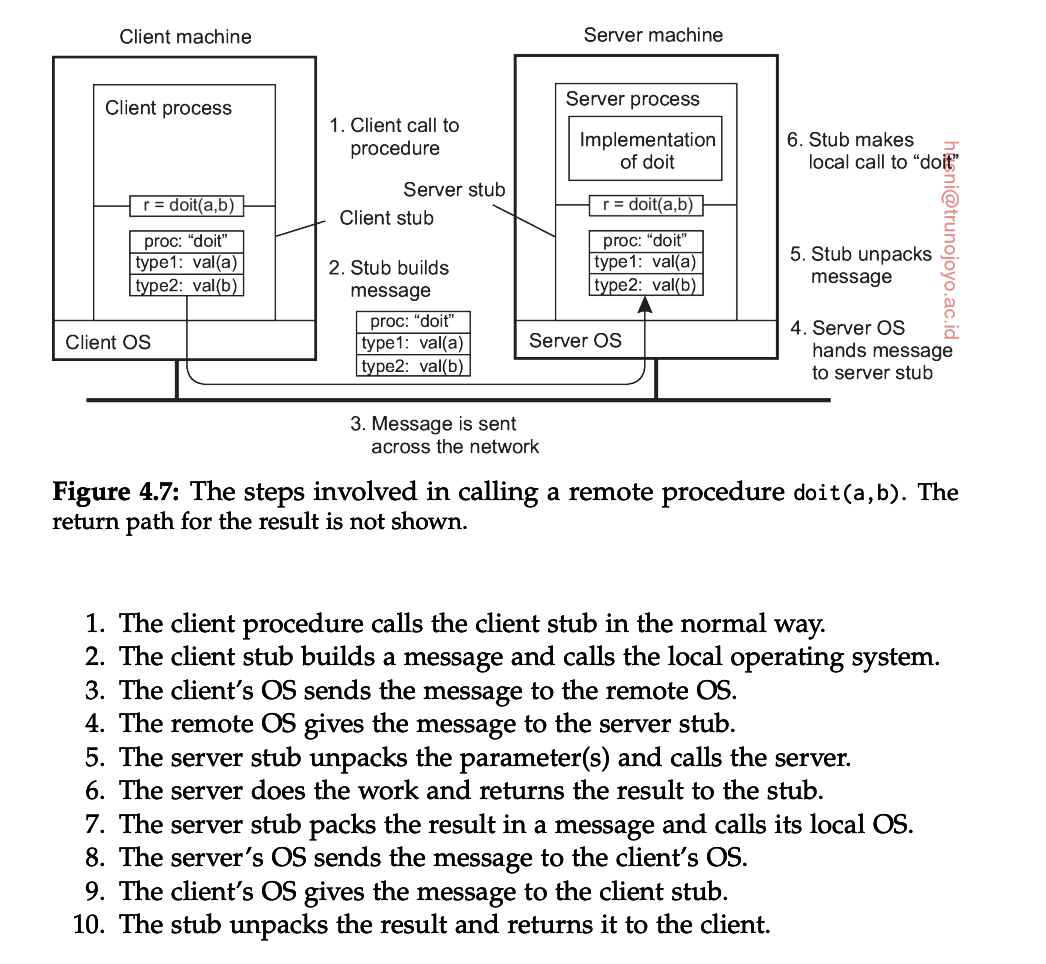 Client machine
Server machine
Client process
1. Client call to
procedure
Server process
Implementation
of doit
6. Stub makes
local call to “doit”
Server stub
r = doit(a,b)
Client stub
r = doit(a,b)
proc: “doit”
type1: val(a)
type2: val(b)
2. Stub builds
message
proc: “doit”
type1: val(a)
type2: val(b)
proc: “doit”
type1: val(a)
type2: val(b)
5. Stub unpacks
message
Client OS
Server OS
4. Server OS
hands message
to server stub
3. Message is sent
across the network
husni@trunojoyo.ac.id
Figure 4.7: The steps involved in calling a remote procedure doit(a,b). The
return path for the result is not shown.
1. The client procedure calls the client stub in the normal way.
2. The client stub builds a message and calls the local operating system.
3. The client’s OS sends the message to the remote OS.
4. The remote OS gives the message to the server stub.
5. The server stub unpacks the parameter(s) and calls the server.
6. The server does the work and returns the result to the stub.
7. The server stub packs the result in a message and calls its local OS.
8. The server’s OS sends the message to the client’s OS.
9. The client’s OS gives the message to the client stub.
10. The stub unpacks the result and returns it to the client.